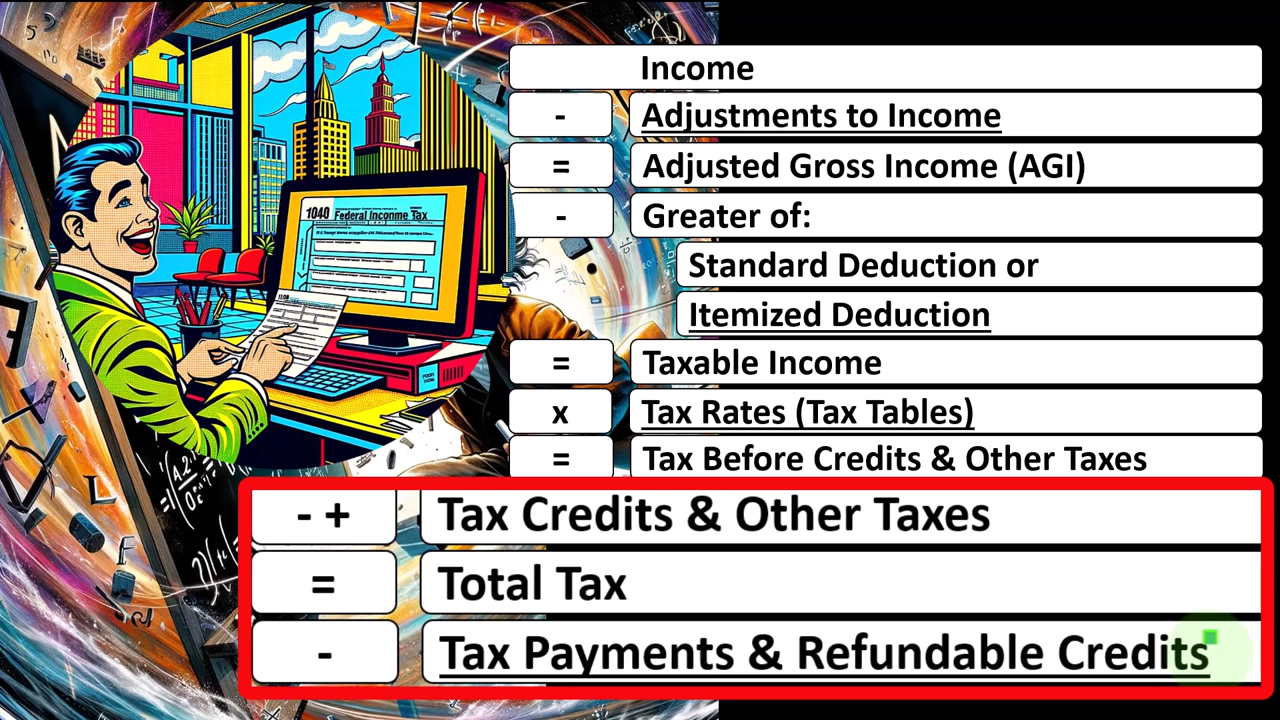 Income
- Adjustments to Income
= Adjusted Gross Income (AGI)
- Greater of:
Standard Deduction or
Itemized Deduction
= Taxable Income
x Tax Rates (Tax Tables)
= Tax Before Credits & Other Taxes
- + Tax Credits & Other Taxes
= Total Tax
- Tax Payments & Refundable Credits
1040 Federal Inconme Tax